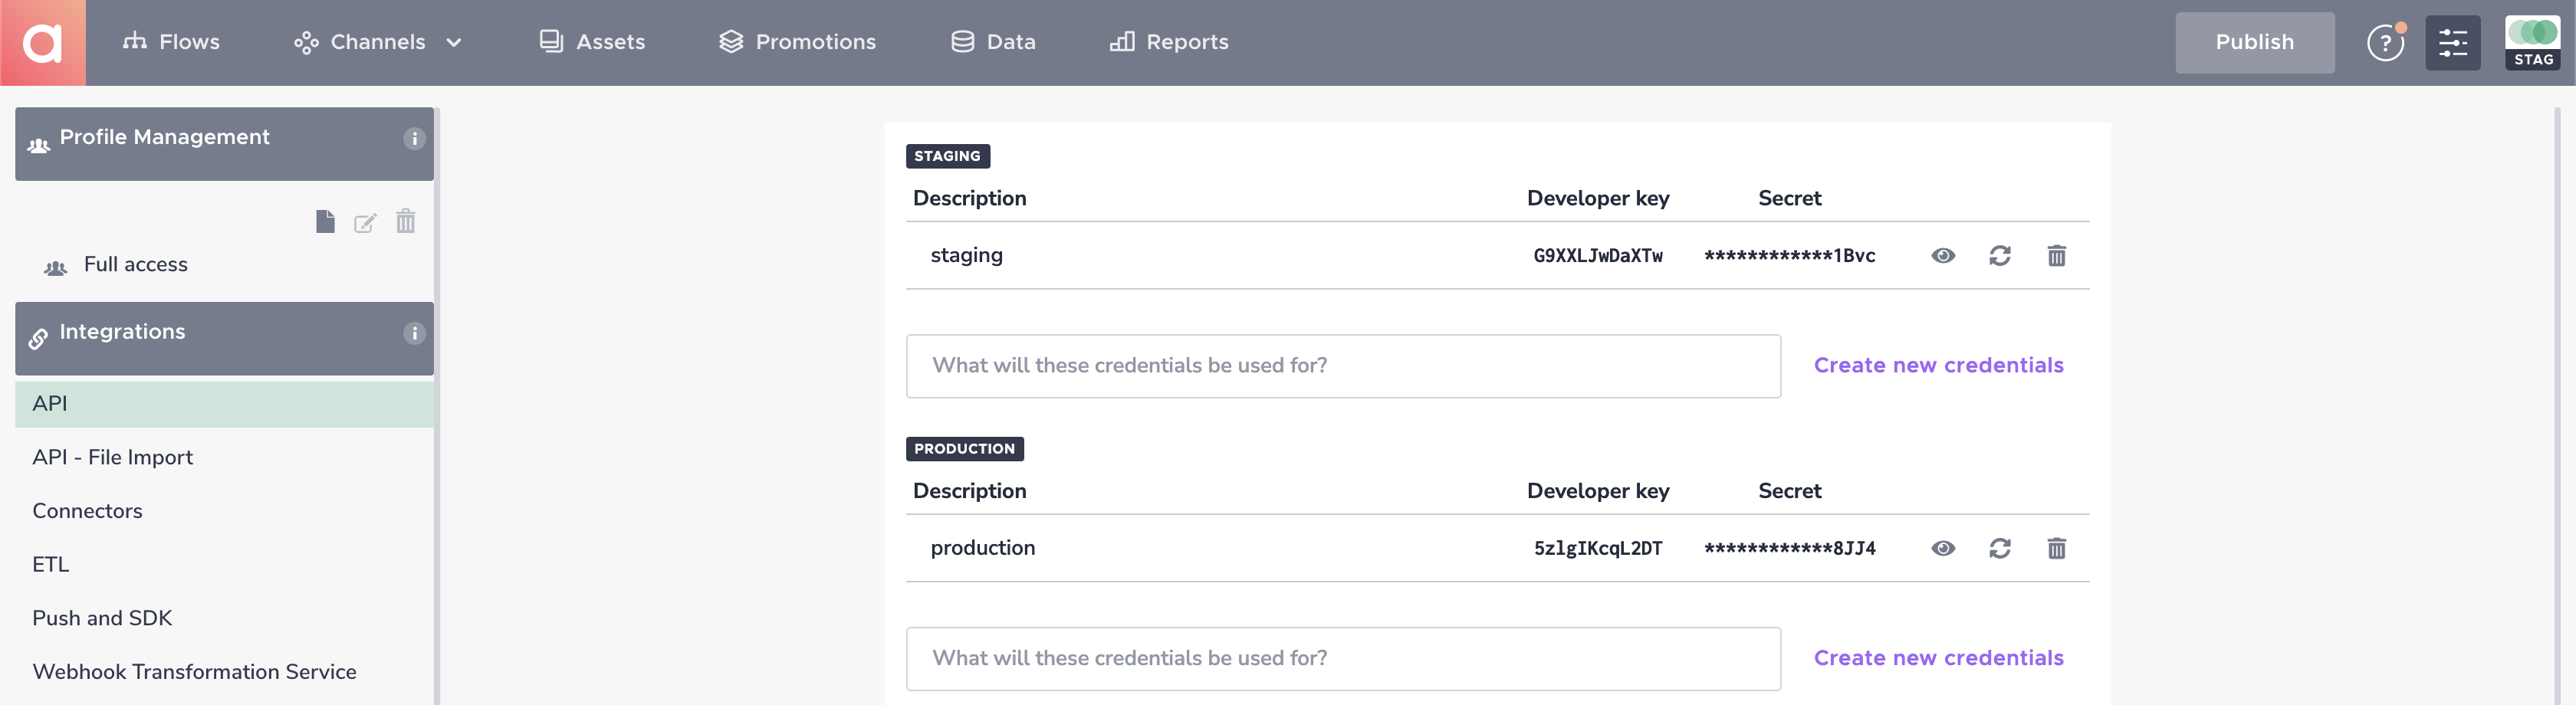 a Flows Channels Assets Promotions Data Reports Publish ? STAG
Profile Management i
Full access
Integrations i
API
API - File Import
Connectors
ETL
Push and SDK
Webhook Transformation Service
STAGING
Description Developer key Secret
staging G9XXLJwDaXTw ************1Bvc
What will these credentials be used for? Create new credentials
PRODUCTION
Description Developer key Secret
production 5zlgIKcqL2DT ************8JJ4
What will these credentials be used for? Create new credentials